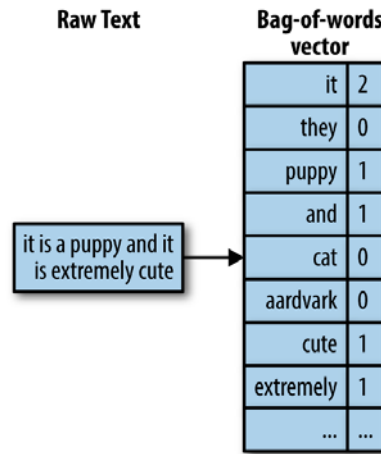 Raw Text
Bag-of-words
vector
it is a puppy and it
is extremely cute
it 2
they 0
puppy 1
and 1
cat 0
aardvark 0
cute 1
extremely 1
... ...